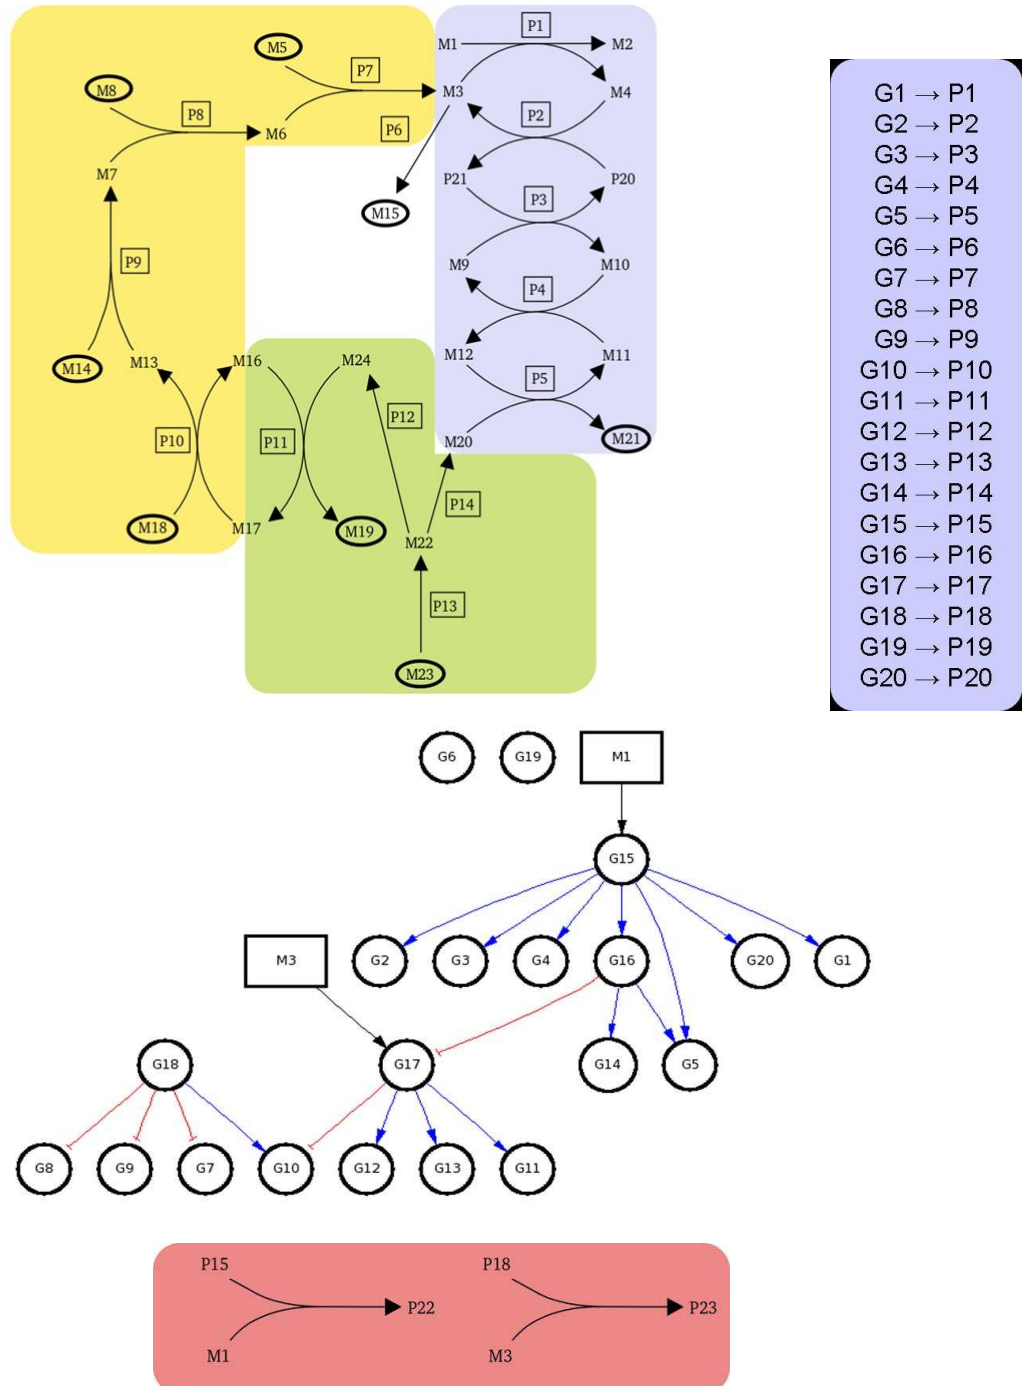 P1
M1 M2
M5
P7
M8
M3 M4
P8 P6 P2
M6
M7 P21 P20
P3
M15
P9 M9 M10
P4
M12 M11
M14 M13 M16 M24
P5
P12
P10 P11 M20 M21
P14
M18 M17 M19 M22
P13
M23
G1 → P1
G2 → P2
G3 → P3
G4 → P4
G5 → P5
G6 → P6
G7 → P7
G8 → P8
G9 → P9
G10 → P10
G11 → P11
G12 → P12
G13 → P13
G14 → P14
G15 → P15
G16 → P16
G17 → P17
G18 → P18
G19 → P19
G20 → P20
G6 G19 M1
G15
M3 G2 G3 G4 G16 G20 G1
G18 G17 G14 G5
G8 G9 G7 G10 G12 G13 G11
P15 P18
P22 P23
M1 M3